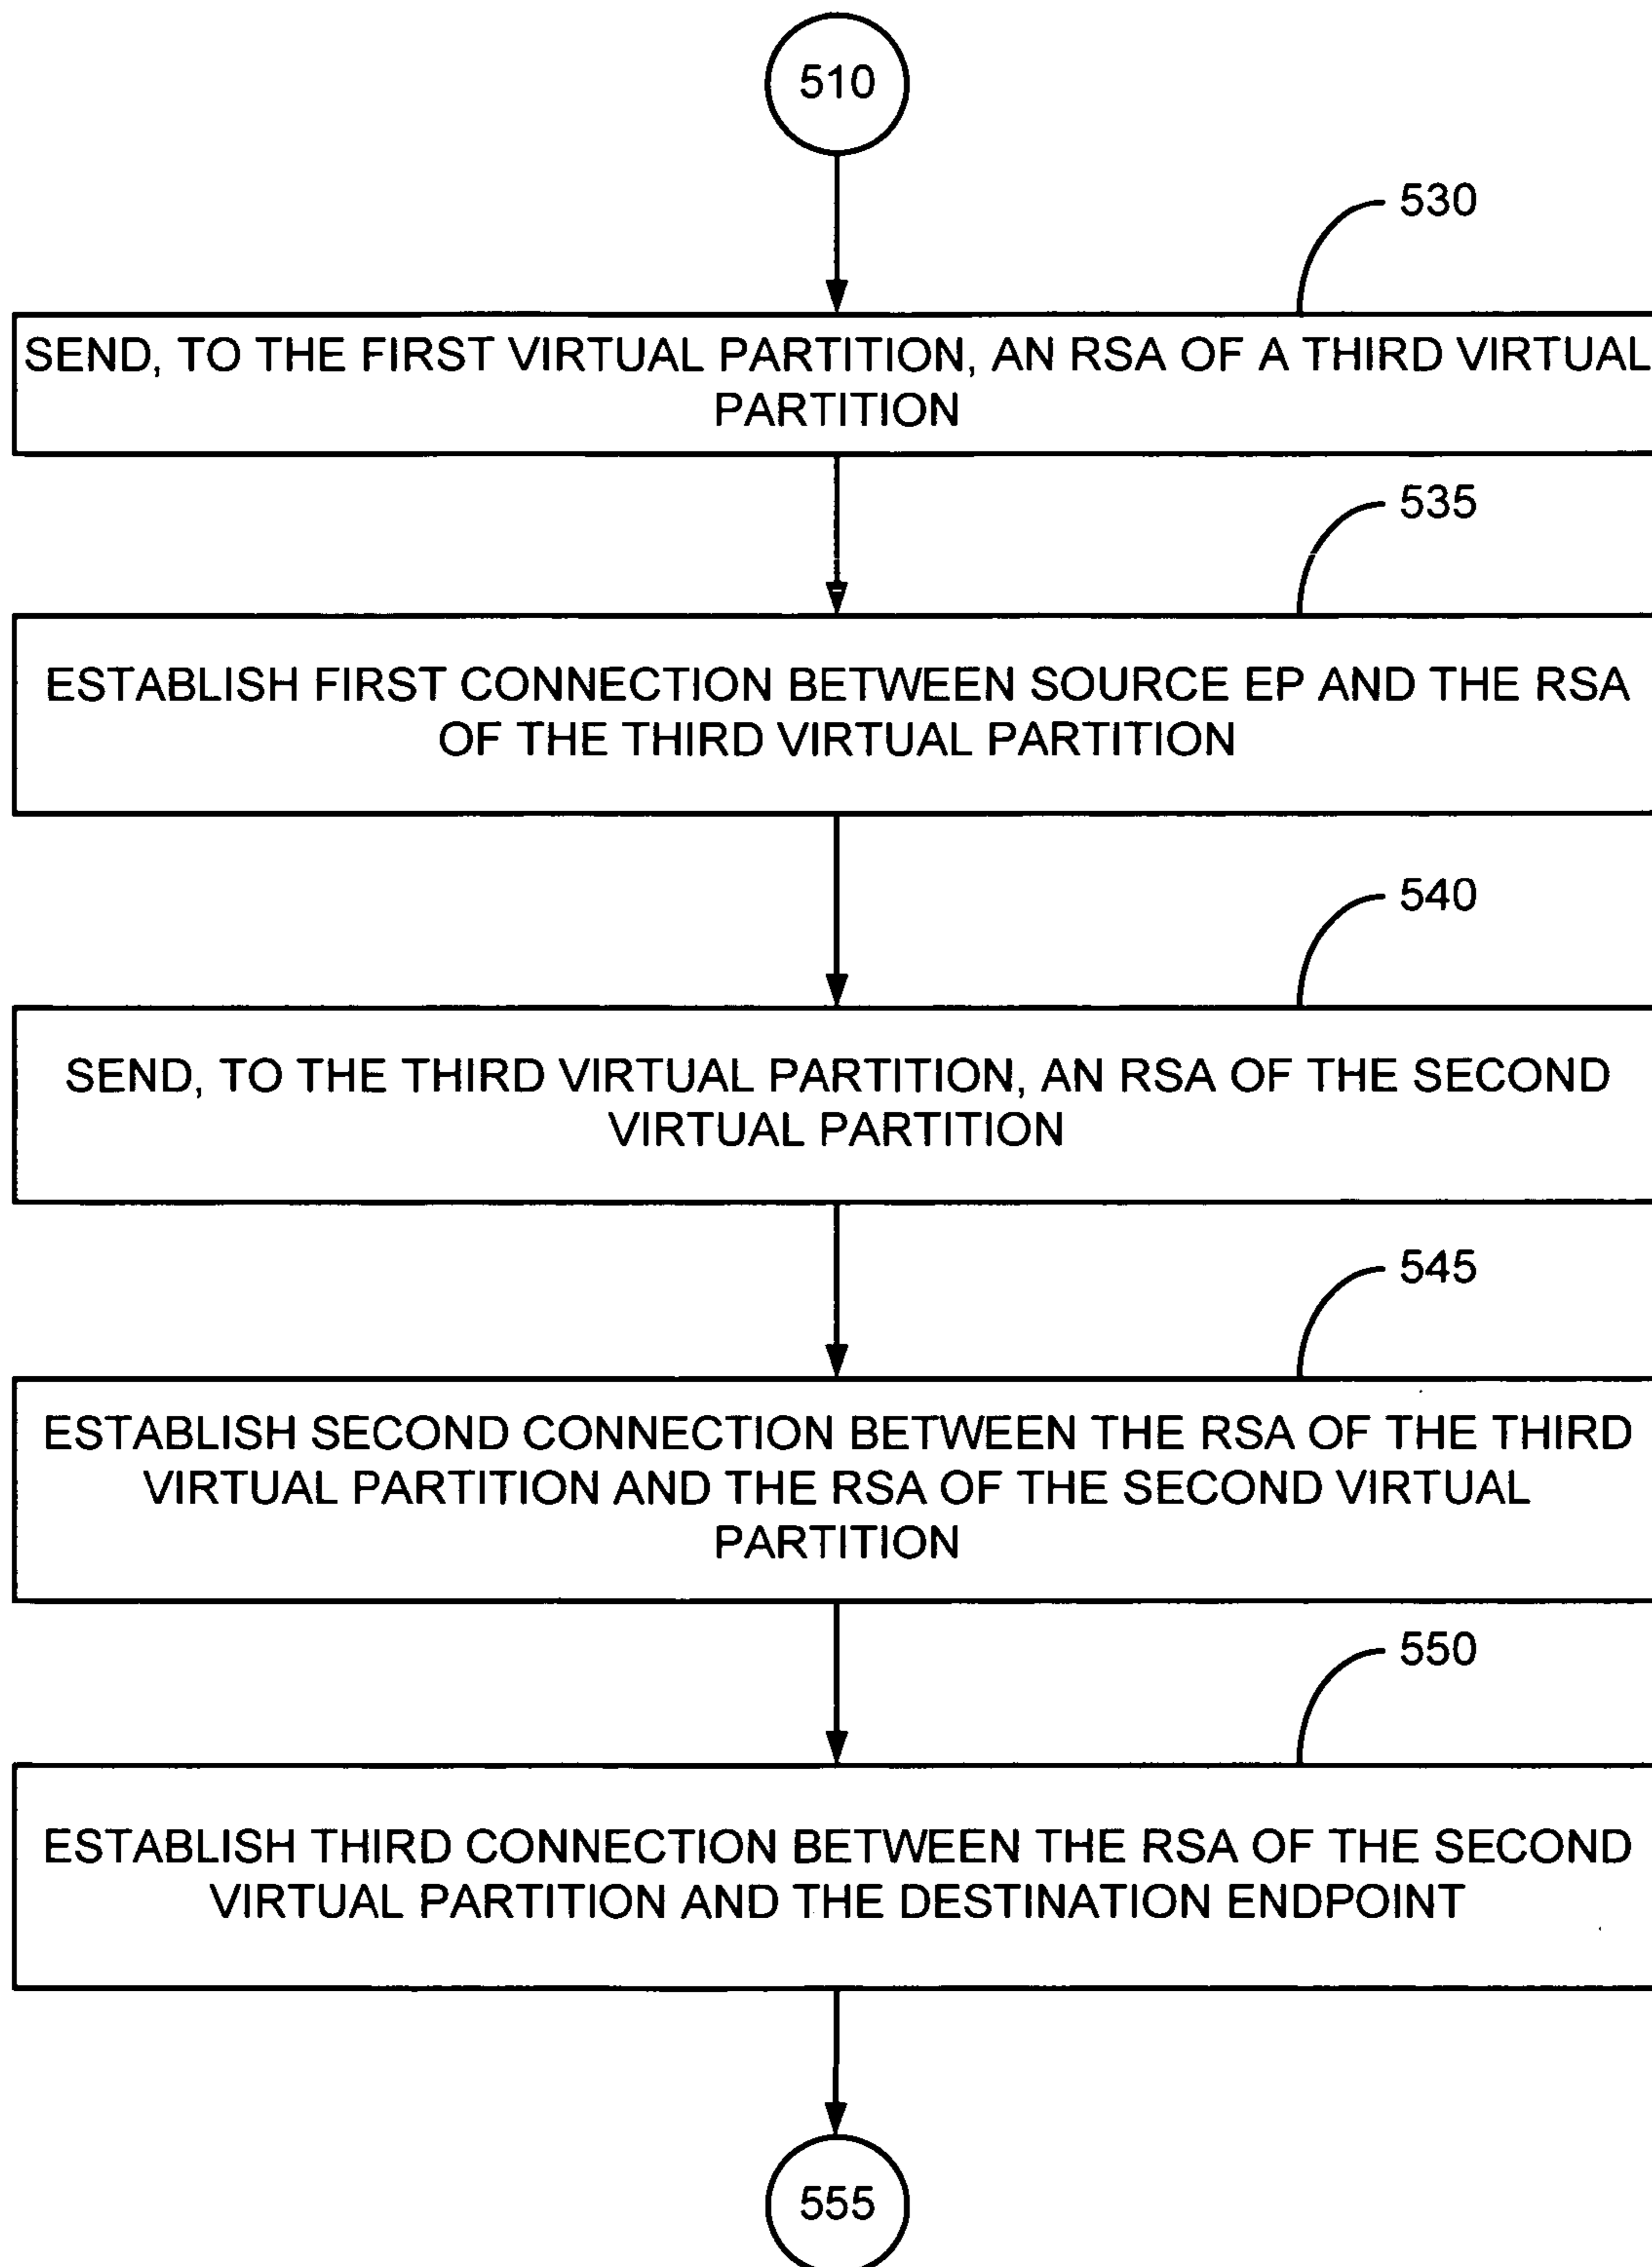 510
530
SEND, TO THE FIRST VIRTUAL PARTITION, AN RSA OF A THIRD VIRTUAL
PARTITION
535
ESTABLISH FIRST CONNECTION BETWEEN SOURCE EP AND THE RSA
OF THE THIRD VIRTUAL PARTITION
540
SEND, TO THE THIRD VIRTUAL PARTITION, AN RSA OF THE SECOND
VIRTUAL PARTITION
545
ESTABLISH SECOND CONNECTION BETWEEN THE RSA OF THE THIRD
VIRTUAL PARTITION AND THE RSA OF THE SECOND VIRTUAL
PARTITION
550
ESTABLISH THIRD CONNECTION BETWEEN THE RSA OF THE SECOND
VIRTUAL PARTITION AND THE DESTINATION ENDPOINT
555